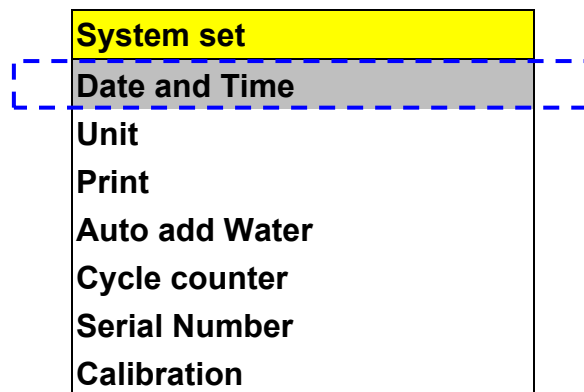 System set
Date and Time
Unit
Print
Auto add Water
Cycle counter
Serial Number
Calibration